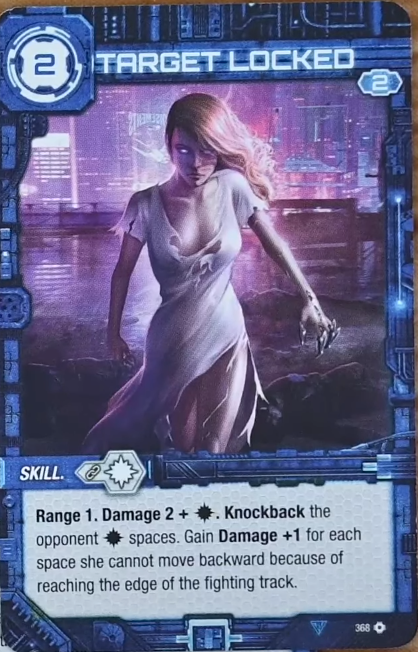 2
TARGET LOCKED
2
SKILL.
Range 1. Damage 2 + ✹. Knockback the
opponent ✹ spaces. Gain Damage +1 for each
space she cannot move backward because of
reaching the edge of the fighting track.
368